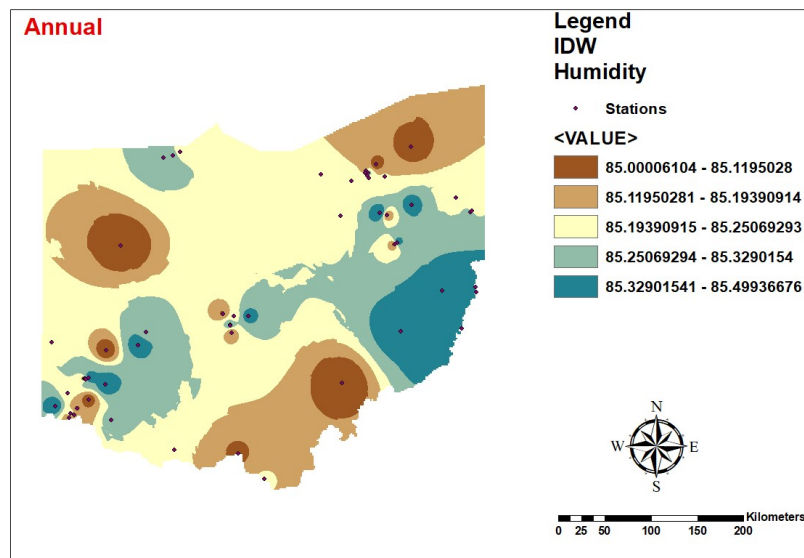 Annual
Legend
IDW
Humidity
Stations
<VALUE>
85.00006104 - 85.1195028
85.11950281 - 85.19390914
85.19390915 - 85.25069293
85.25069294 - 85.3290154
85.32901541 - 85.49936676
N
W E
S
Kilometers
0 25 50 100 150 200